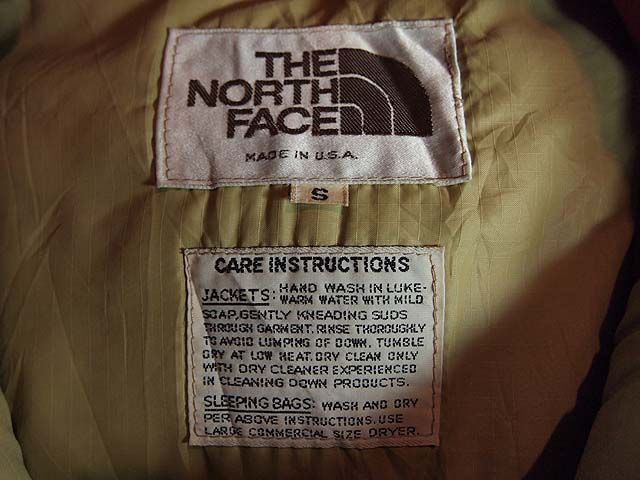 THE
NORTH
FACE
MADE IN U.S.A.
S
CARE INSTRUCTIONS
JACKETS: HAND WASH IN LUKE-
WARM WATER WITH MILD
SOAP, GENTLY KNEADING SUDS
THROUGH GARMENT. RINSE THOROUGHLY
TO AVOID LUMPING OF DOWN. TUMBLE
DRY AT LOW HEAT. DRY CLEAN ONLY
WITH DRY CLEANER EXPERIENCED
IN CLEANING DOWN PRODUCTS.
SLEEPING BAGS: WASH AND DRY
PER ABOVE INSTRUCTIONS. USE
LARGE COMMERCIAL SIZE DRYER.